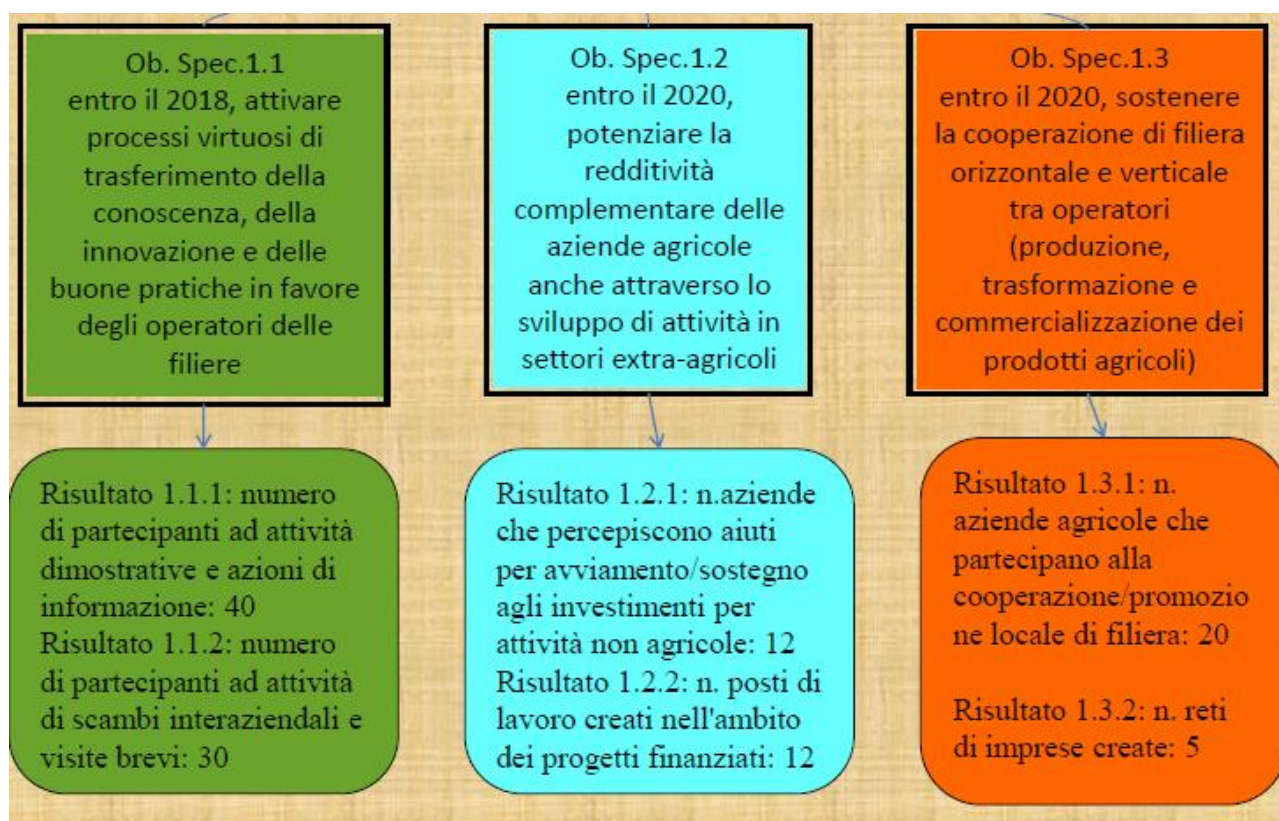 Ob. Spec.1.1
entro il 2018, attivare
processi virtuosi di
trasferimento della
conoscenza, della
innovazione e delle
buone pratiche in favore
degli operatori delle
filiere
Ob. Spec.1.2
entro il 2020,
potenziare la
redditività
complementare delle
aziende agricole
anche attraverso lo
sviluppo di attività in
settori extra-agricoli
Ob. Spec.1.3
entro il 2020, sostenere
la cooperazione di filiera
orizzontale e verticale
tra operatori
(produzione,
trasformazione e
commercializzazione dei
prodotti agricoli)
Risultato 1.1.1: numero
di partecipanti ad attività
dimostrative e azioni di
informazione: 40
Risultato 1.1.2: numero
di partecipanti ad attività
di scambi interaziendali e
visite brevi: 30
Risultato 1.2.1: n.aziende
che percepiscono aiuti
per avviamento/sostegno
agli investimenti per
attività non agricole: 12
Risultato 1.2.2: n. posti di
lavoro creati nell'ambito
dei progetti finanziati: 12
Risultato 1.3.1: n.
aziende agricole che
partecipano alla
cooperazione/promozio
ne locale di filiera: 20
Risultato 1.3.2: n. reti
di imprese create: 5